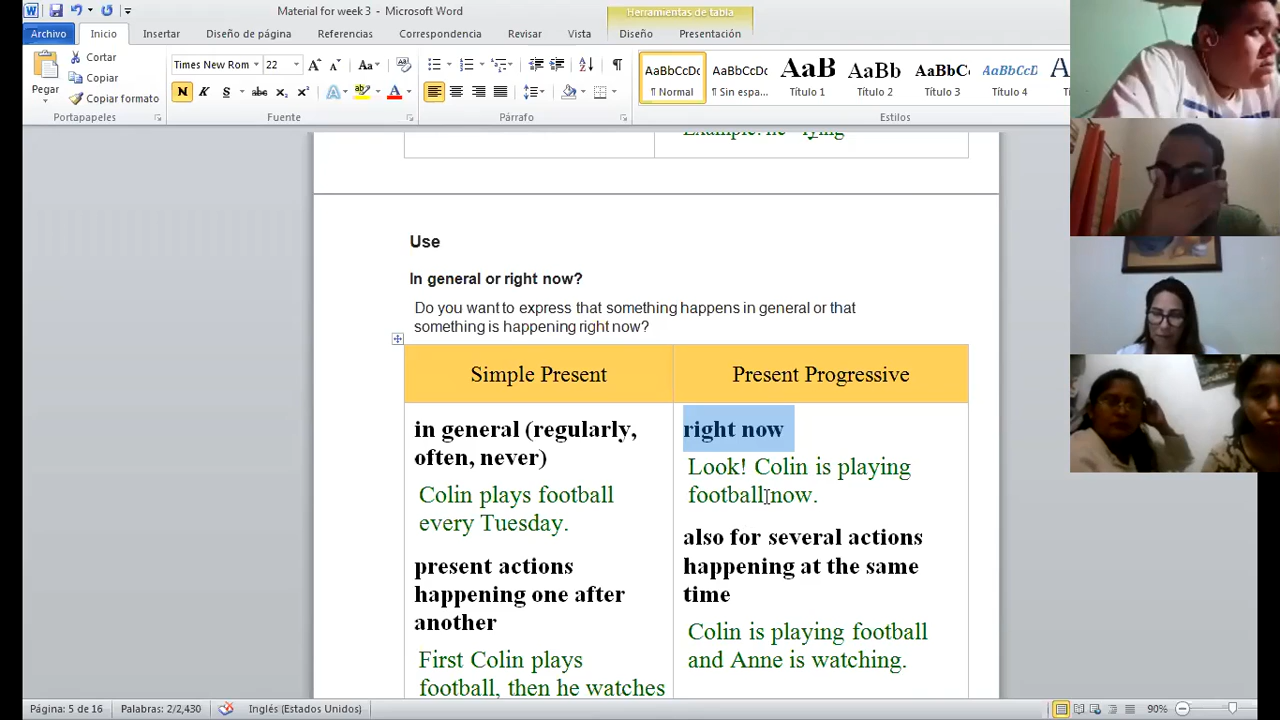 Material for week 3 - Microsoft Word
Herramientas de tabla
Archivo Inicio Insertar Diseño de página Referencias Correspondencia Revisar Vista Diseño Presentación
Pegar
Cortar
Copiar
Copiar formato
Portapapeles
Times New Rom 22
N K S abc x₂ x²
Fuente
Párrafo
AaBbCcDc AaBbCcDc AaB AaBb AaBbC AaBbCcD
¶ Normal ¶ Sin espa... Título 1 Título 2 Título 3 Título 4
Estilos
Example: lying
Use
In general or right now?
Do you want to express that something happens in general or that
something is happening right now?
Simple Present
Present Progressive
in general (regularly,
often, never)
Colin plays football
every Tuesday.
present actions
happening one after
another
First Colin plays
football, then he watches
right now
Look! Colin is playing
football now.
also for several actions
happening at the same
time
Colin is playing football
and Anne is watching.
Página: 5 de 16 Palabras: 2/2,430 Inglés (Estados Unidos) 90%